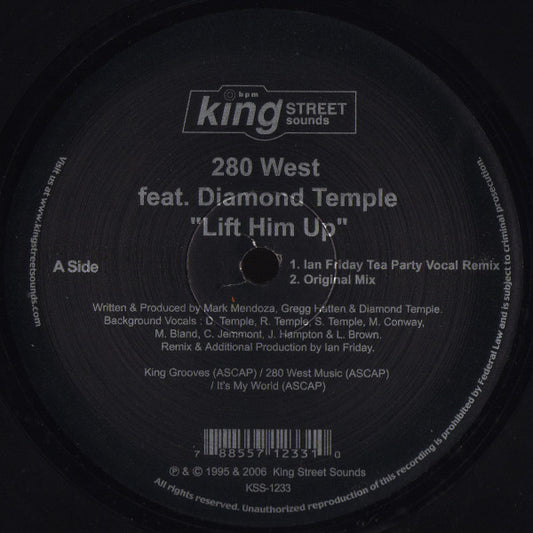 bpm
king STREET
sounds
280 West
feat. Diamond Temple
"Lift Him Up"
A Side
1. Ian Friday Tea Party Vocal Remix
2. Original Mix
Written & Produced by Mark Mendoza, Gregg Hatten & Diamond Temple.
Background Vocals : D. Temple, R. Temple, S. Temple, M. Conway,
M. Bland, C. Jemmont, J. Hampton & L. Brown.
Remix & Additional Production by Ian Friday.
King Grooves (ASCAP) / 280 West Music (ASCAP)
/ It's My World (ASCAP)
7 88557 12331 0
℗ & © 1995 & 2006 King Street Sounds
KSS-1233
Visit us at www.kingstreetsounds.com
All rights reserved. Unauthorized reproduction of this recording is prohibited by Federal Law and is subject to criminal prosecution.